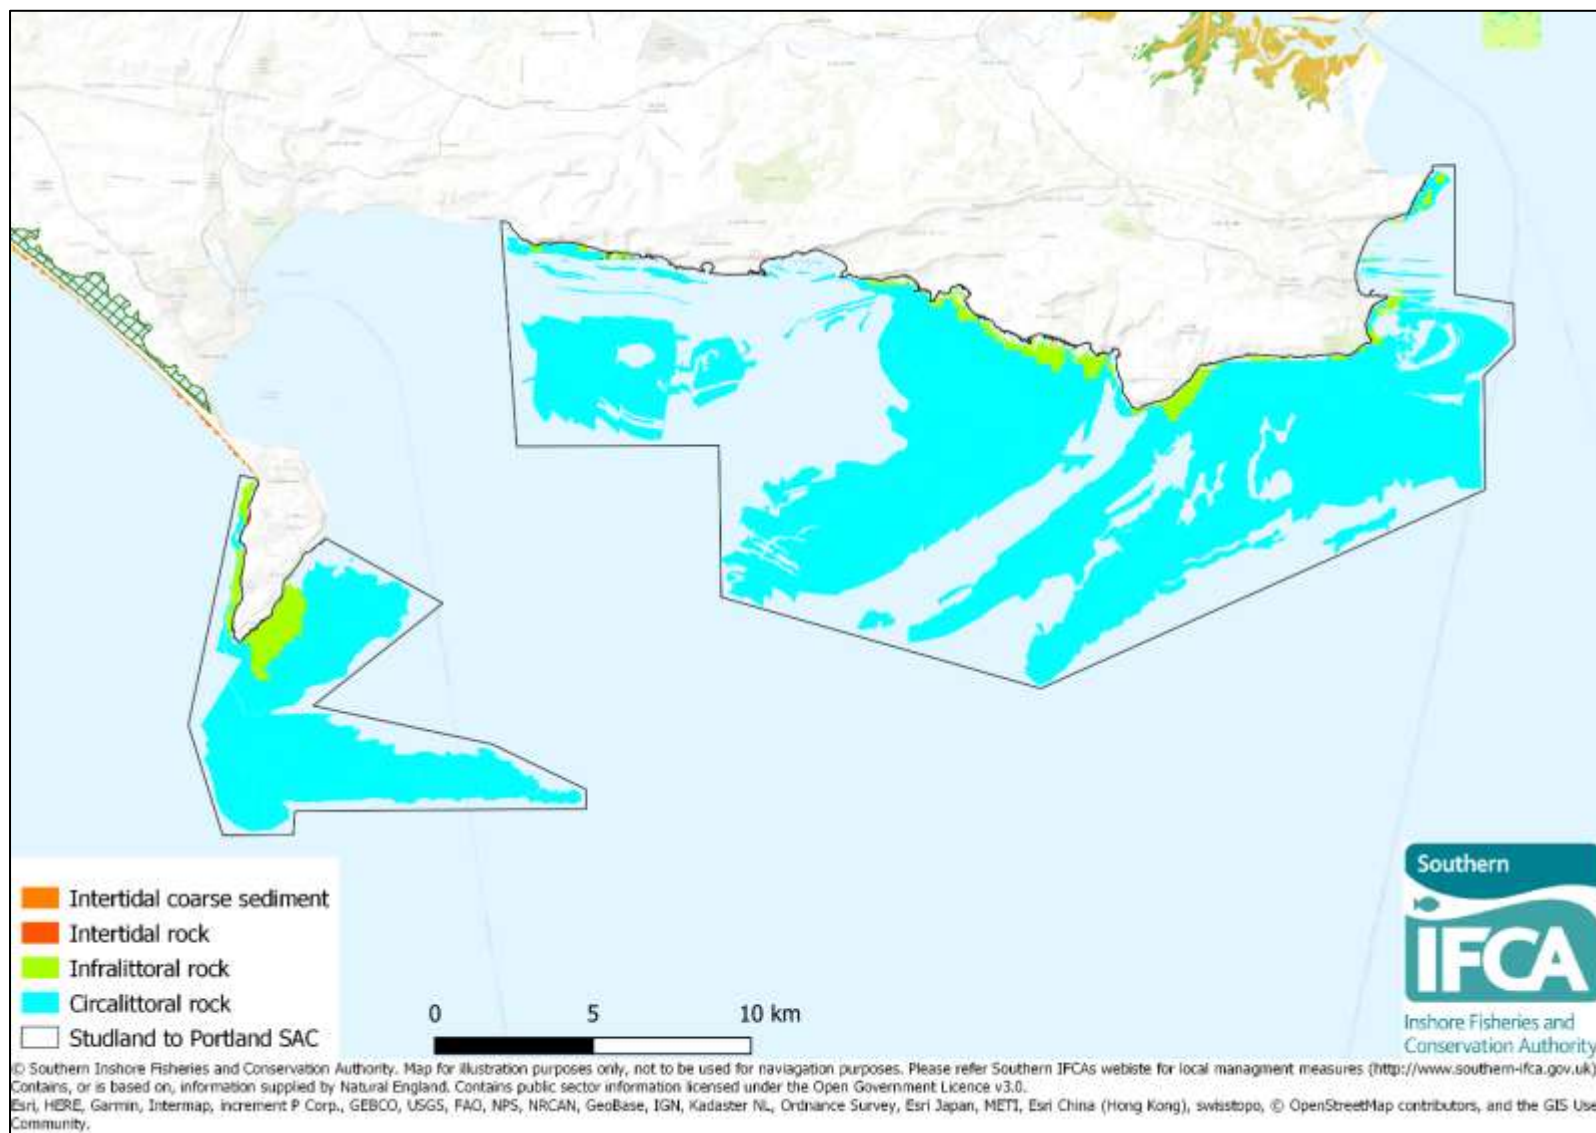 Intertidal coarse sediment
Intertidal rock
Infralittoral rock
Circalittoral rock
Studland to Portland SAC
0 5 10 km
Southern
IFCA
Inshore Fisheries and
Conservation Authority
© Southern Inshore Fisheries and Conservation Authority. Map for illustration purposes only, not to be used for naviagation purposes. Please refer Southern IFCAs webiste for local managment measures (http://www.southern-ifca.gov.uk)
Contains, or is based on, information supplied by Natural England. Contains public sector information licensed under the Open Government Licence v3.0.
Esri, HERE, Garmin, Intermap, increment P Corp., GEBCO, USGS, FAO, NPS, NRCAN, GeoBase, IGN, Kadaster NL, Ordnance Survey, Esri Japan, METI, Esri China (Hong Kong), swisstopo, © OpenStreetMap contributors, and the GIS Use
Community.